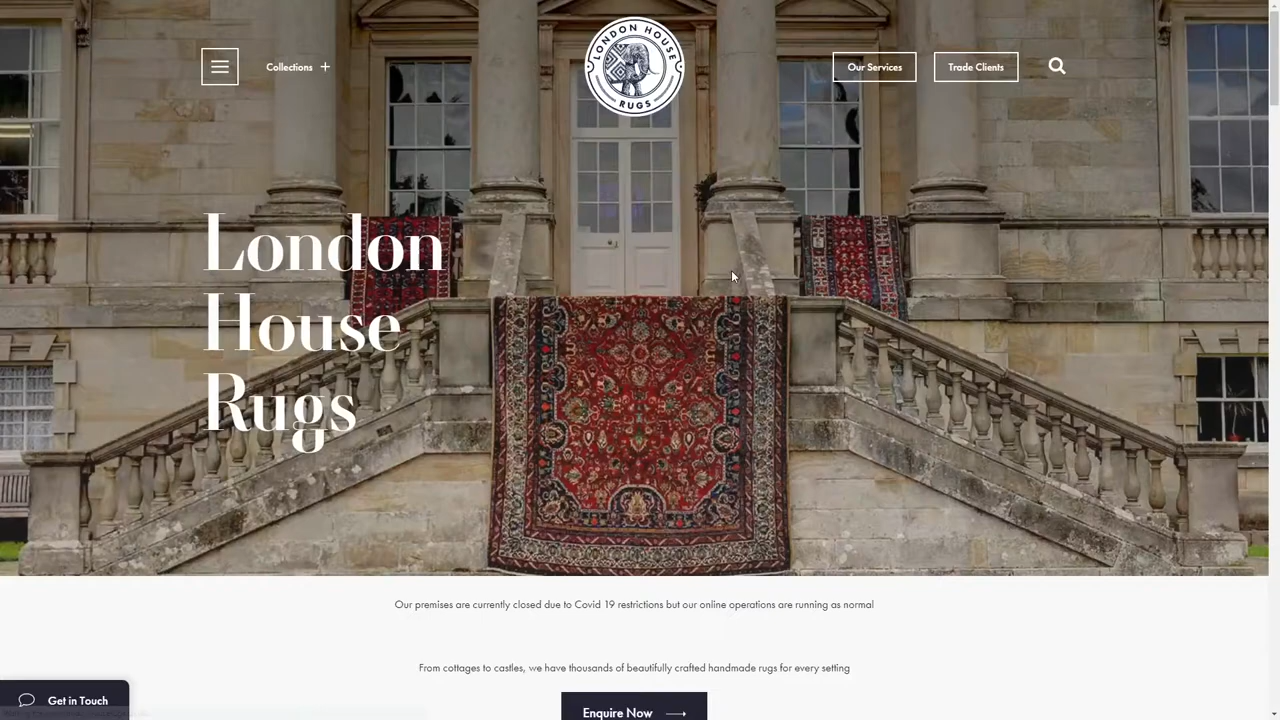 Collections +
LONDON HOUSE
RUGS
Our Services
Trade Clients
London
House
Rugs
Our premises are currently closed due to Covid 19 restrictions but our online operations are running as normal
From cottages to castles, we have thousands of beautifully crafted handmade rugs for every setting
Get in Touch
Enquire Now